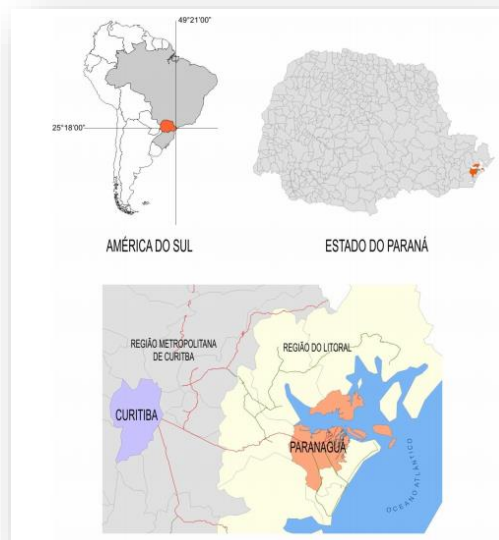 49°21'00"
25°18'00"
AMÉRICA DO SUL
ESTADO DO PARANÁ
REGIÃO METROPOLITANA
DE CURITBA
REGIÃO DO LITORAL
CURITIBA
PARANAGUÁ
OCEANO ATLÂNTICO